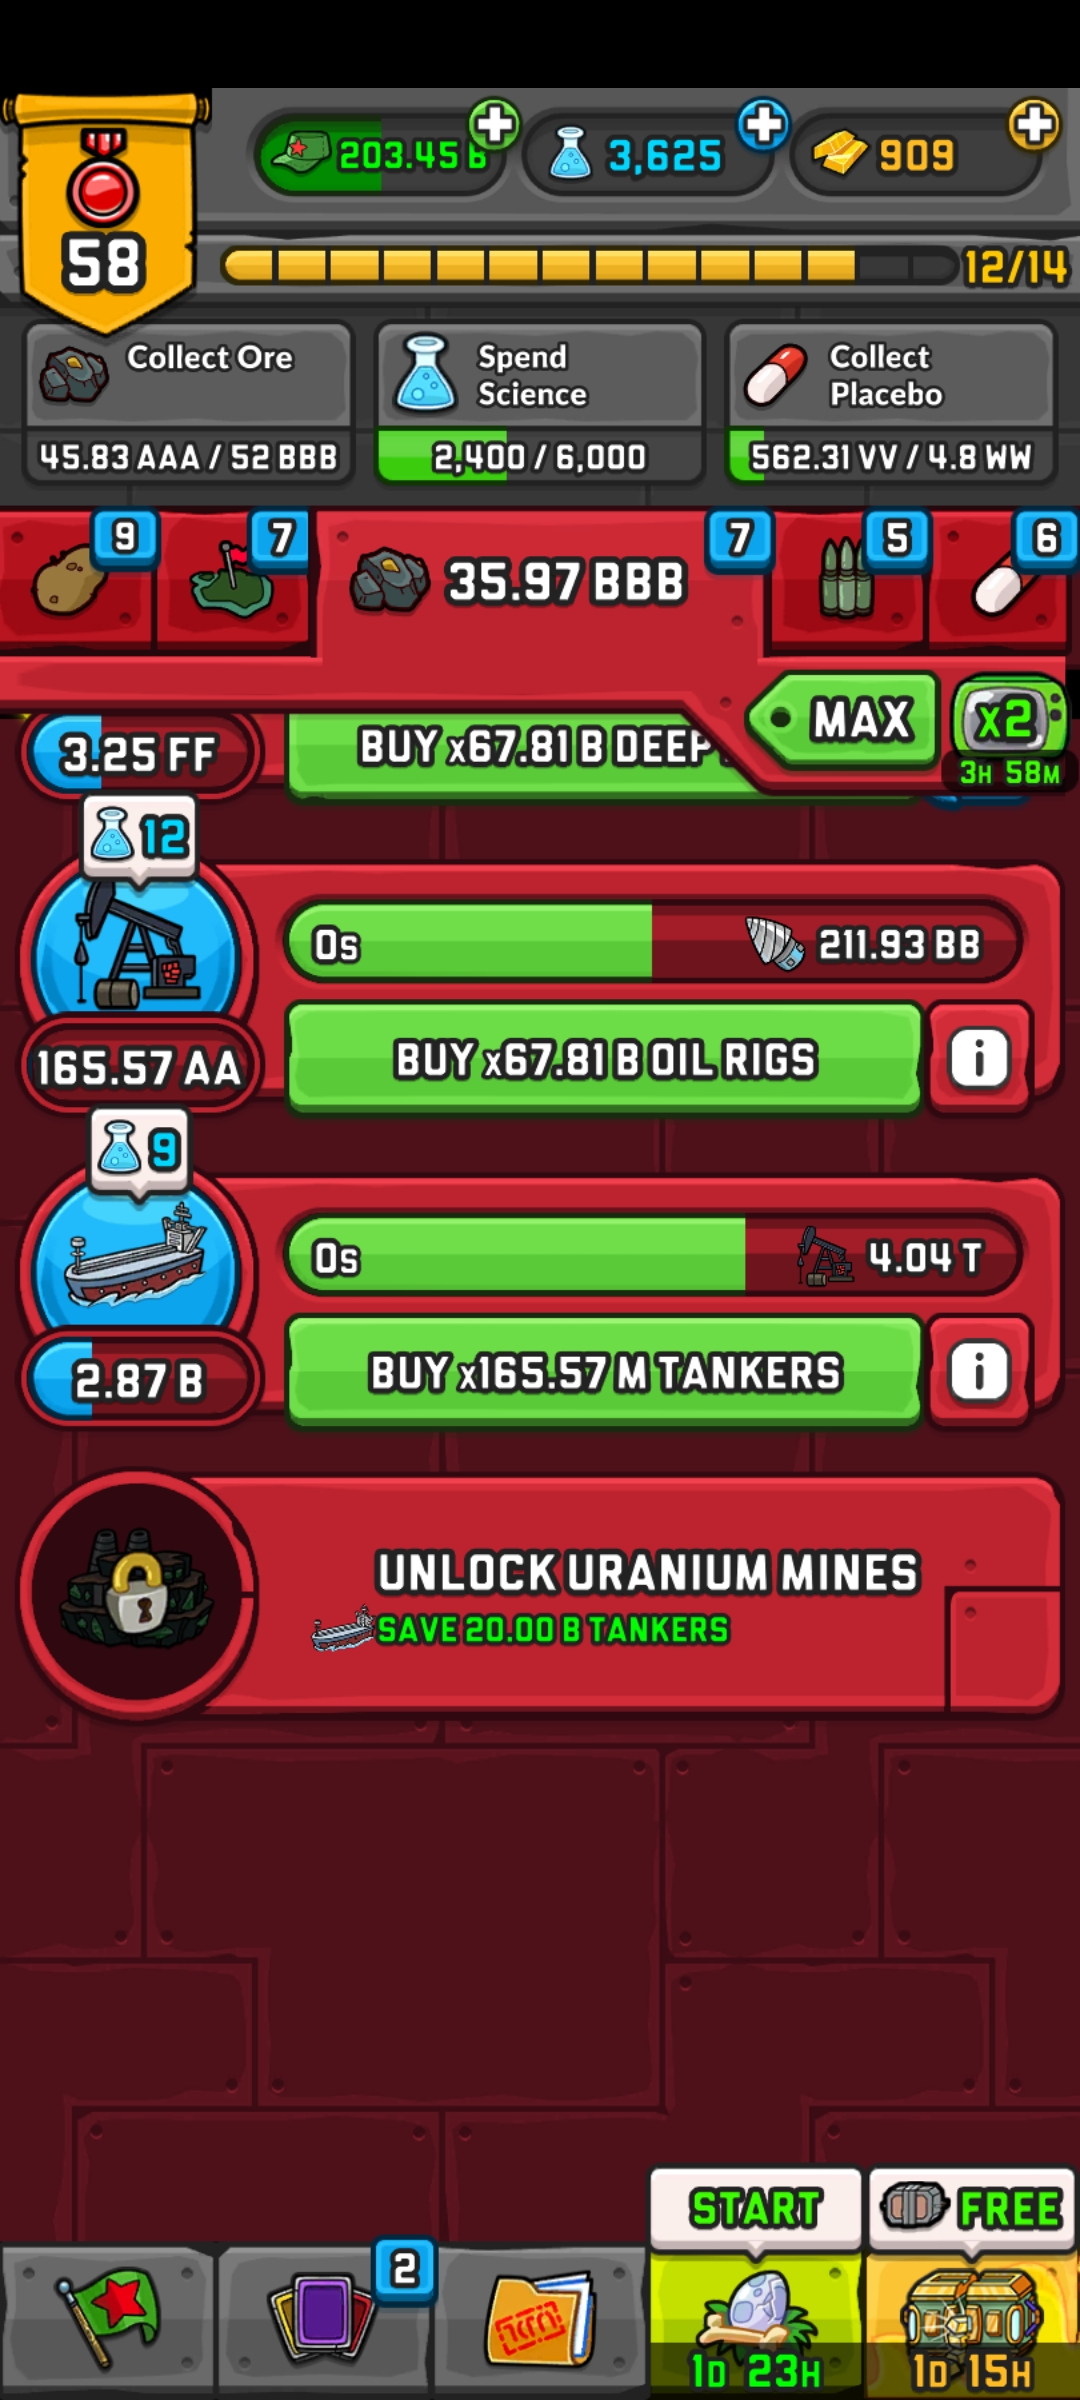 203.45 B
3,625
909
58
12/14
Collect Ore
45.83 AAA / 52 BBB
Spend
Science
2,400 / 6,000
Collect
Placebo
562.31 VV / 4.8 WW
9
7
35.97 BBB
7
5
6
MAX
x2
3H 58M
3.25 FF
BUY x67.81 B DEEP
12
0s
211.93 BB
165.57 AA
BUY x67.81 B OIL RIGS
i
9
0s
4.04 T
2.87 B
BUY x165.57 M TANKERS
i
UNLOCK URANIUM MINES
SAVE 20.00 B TANKERS
START
FREE
2
1D 23H
1D 15H